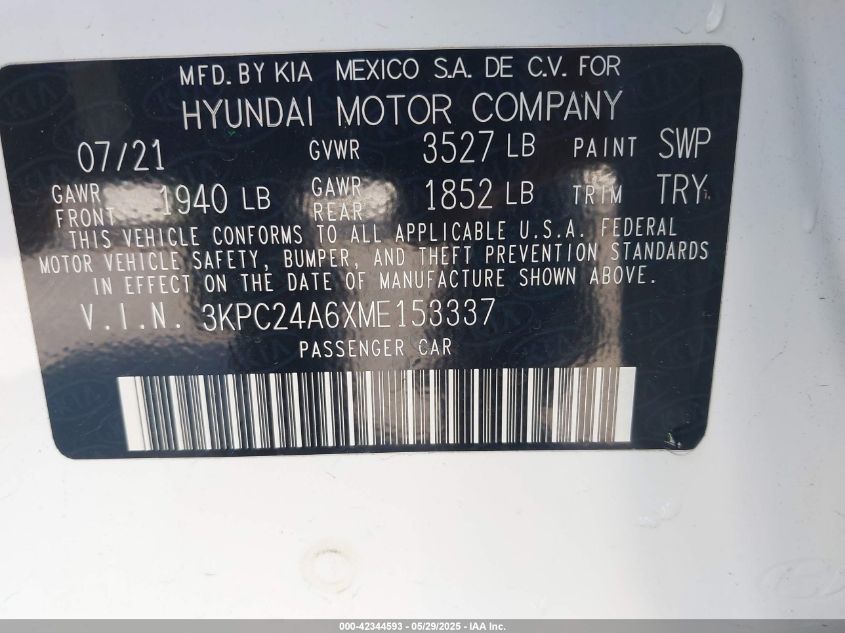 MFD. BY KIA MEXICO S.A. DE C.V. FOR
HYUNDAI MOTOR COMPANY
07/21 GVWR 3527 LB PAINT SWP
GAWR FRONT 1940 LB GAWR REAR 1852 LB TRIM TRY
THIS VEHICLE CONFORMS TO ALL APPLICABLE U.S.A. FEDERAL
MOTOR VEHICLE SAFETY, BUMPER, AND THEFT PREVENTION STANDARDS
IN EFFECT ON THE DATE OF MANUFACTURE SHOWN ABOVE.
V.I.N. 3KPC24A6XME153337
PASSENGER CAR
000-42344593 - 05/29/2025 - IAA Inc.